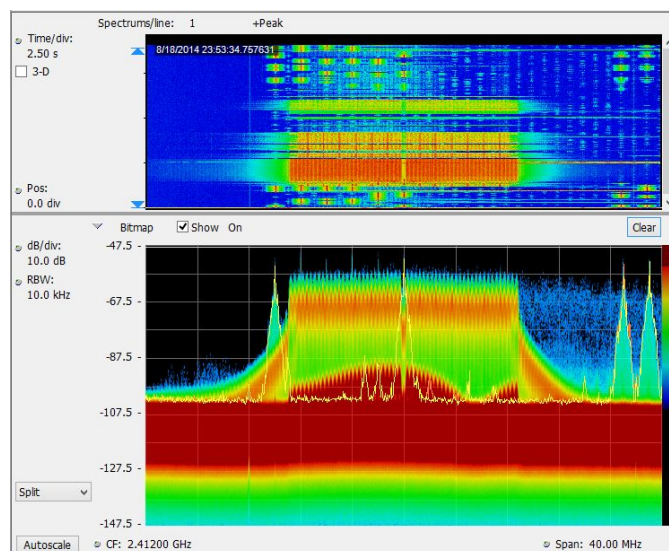 Spectrums/line: 1 +Peak
Time/div:
2.50 s
8/18/2014 23:53:34.757631
3-D
Pos:
0.0 div
Bitmap Show On Clear
dB/div:
10.0 dB
RBW:
10.0 kHz
-47.5
-67.5
-87.5
-107.5
-127.5
-147.5
Split
Autoscale CF: 2.41200 GHz Span: 40.00 MHz